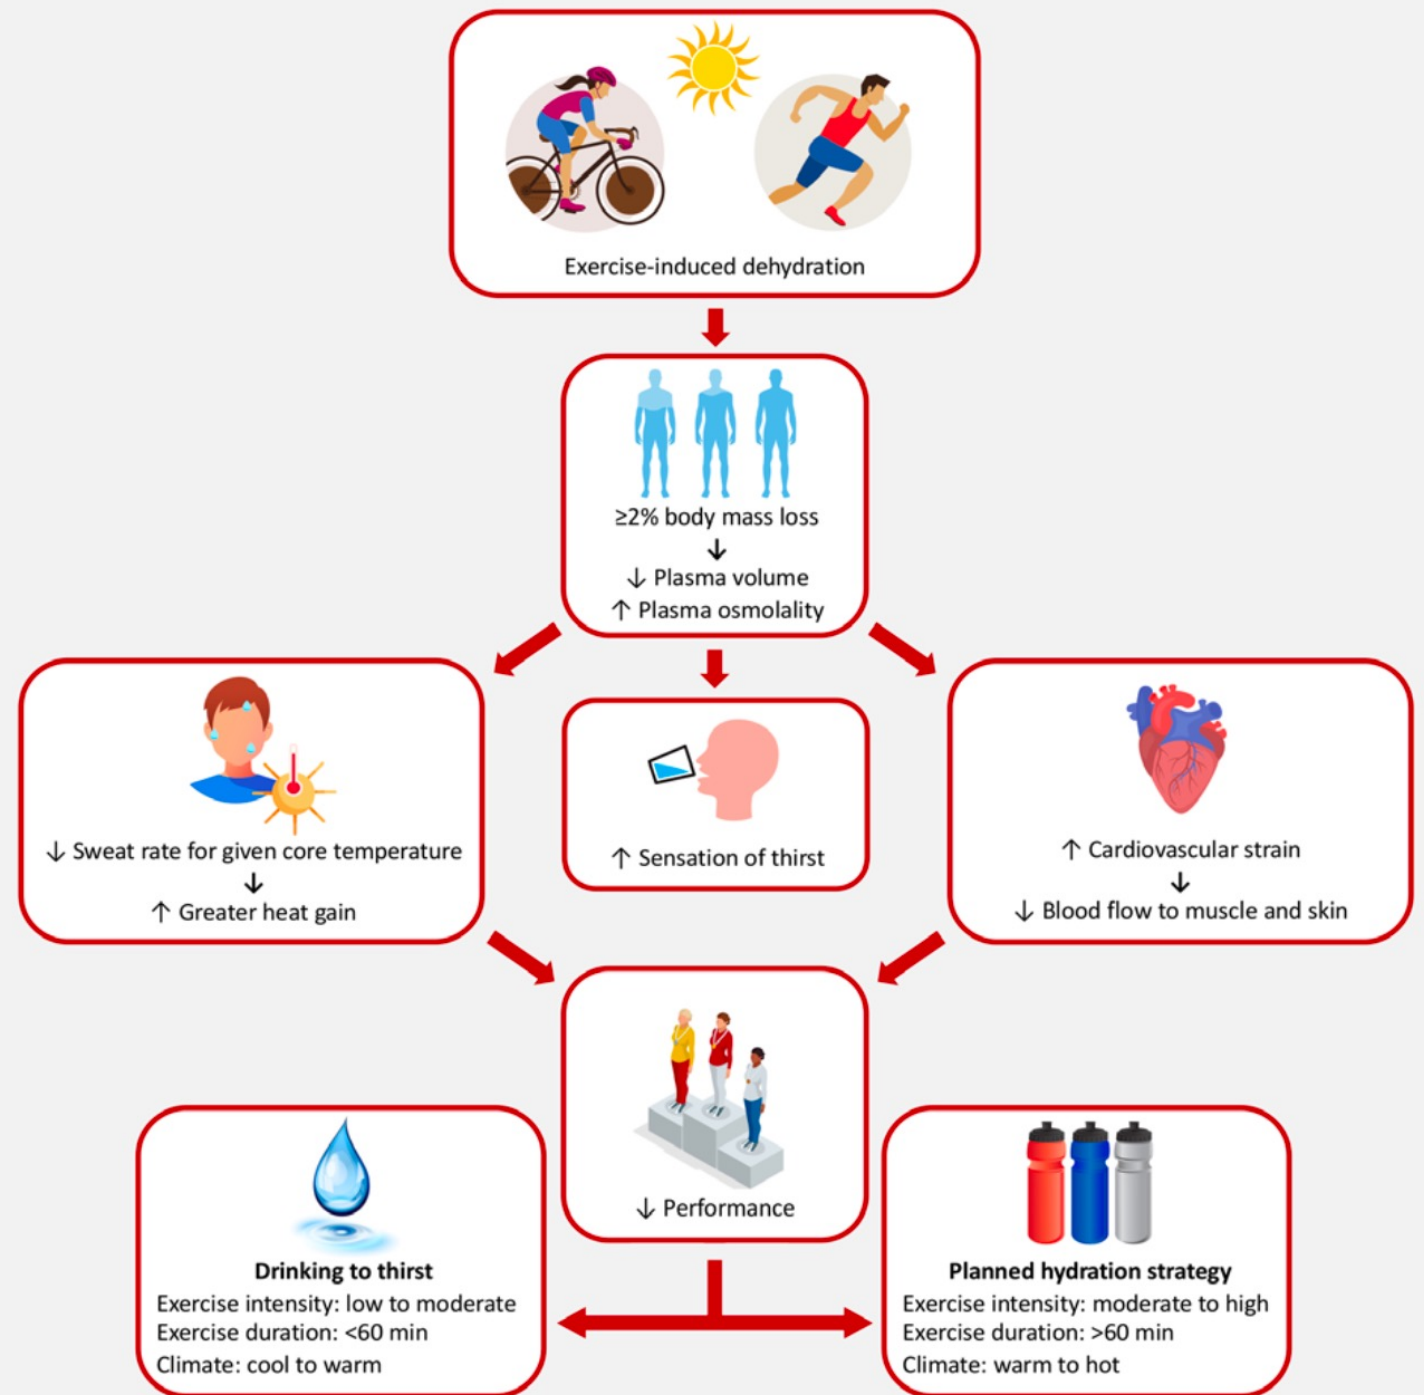 Exercise-induced dehydration
≥2% body mass loss
↓
↓ Plasma volume
↑ Plasma osmolality
↓ Sweat rate for given core temperature
↓
↑ Greater heat gain
↑ Sensation of thirst
↑ Cardiovascular strain
↓
↓ Blood flow to muscle and skin
↓ Performance
Drinking to thirst
Exercise intensity: low to moderate
Exercise duration: <60 min
Climate: cool to warm
Planned hydration strategy
Exercise intensity: moderate to high
Exercise duration: >60 min
Climate: warm to hot